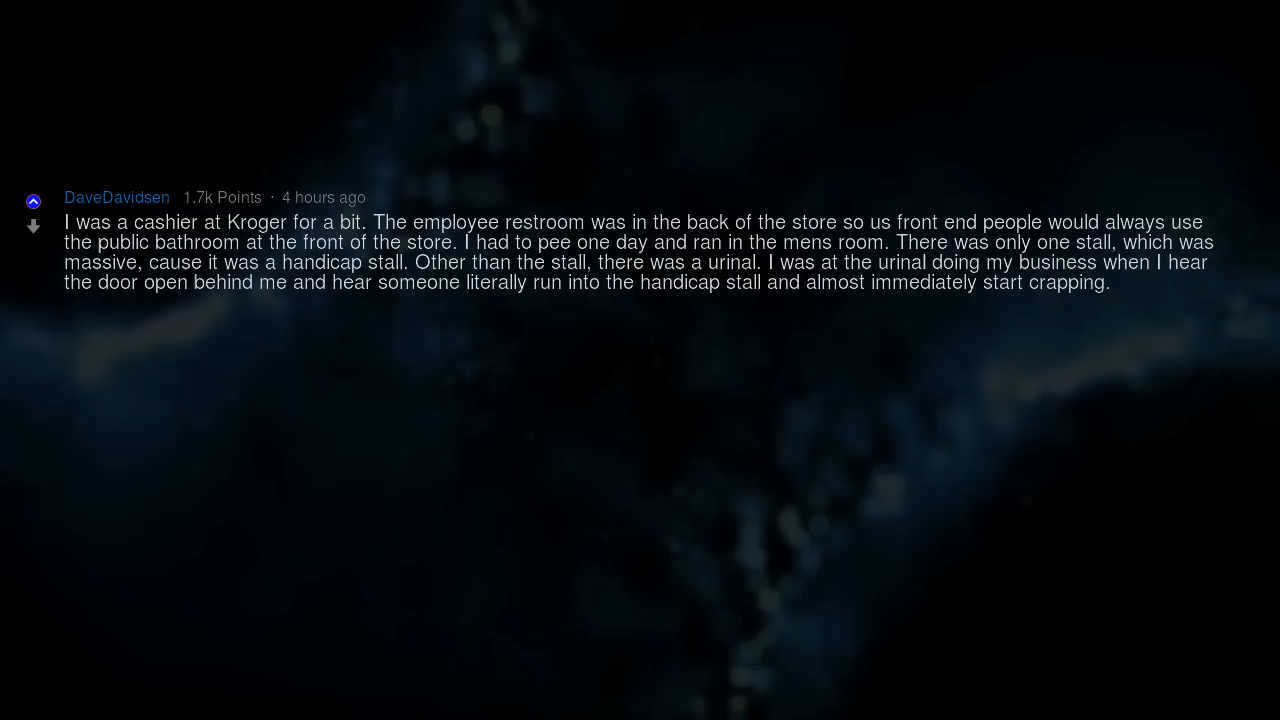 DaveDavidsen 1.7k Points · 4 hours ago
I was a cashier at Kroger for a bit. The employee restroom was in the back of the store so us front end people would always use
the public bathroom at the front of the store. I had to pee one day and ran in the mens room. There was only one stall, which was
massive, cause it was a handicap stall. Other than the stall, there was a urinal. I was at the urinal doing my business when I hear
the door open behind me and hear someone literally run into the handicap stall and almost immediately start crapping.